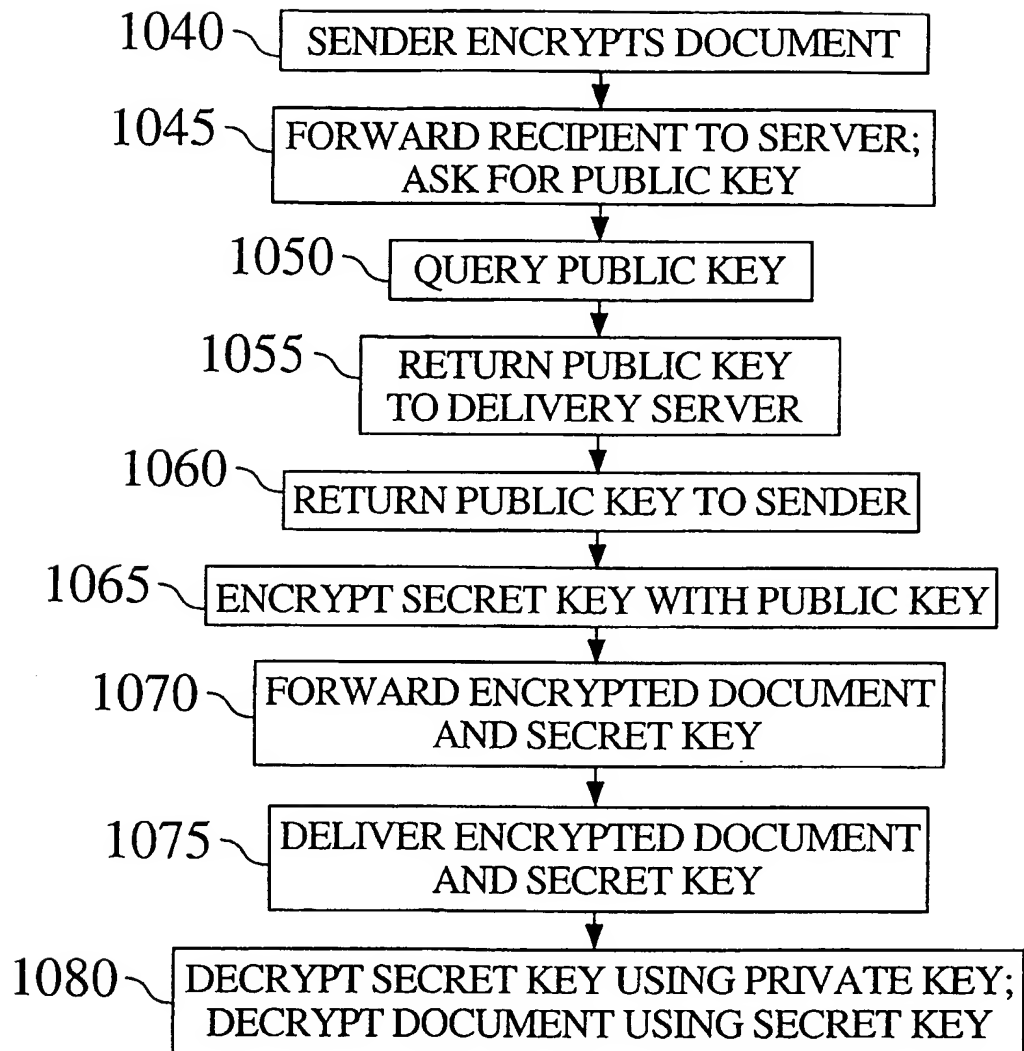 1040
SENDER ENCRYPTS DOCUMENT
1045
FORWARD RECIPIENT TO SERVER;
ASK FOR PUBLIC KEY
1050
QUERY PUBLIC KEY
1055
RETURN PUBLIC KEY
TO DELIVERY SERVER
1060
RETURN PUBLIC KEY TO SENDER
1065
ENCRYPT SECRET KEY WITH PUBLIC KEY
1070
FORWARD ENCRYPTED DOCUMENT
AND SECRET KEY
1075
DELIVER ENCRYPTED DOCUMENT
AND SECRET KEY
1080
DECRYPT SECRET KEY USING PRIVATE KEY;
DECRYPT DOCUMENT USING SECRET KEY